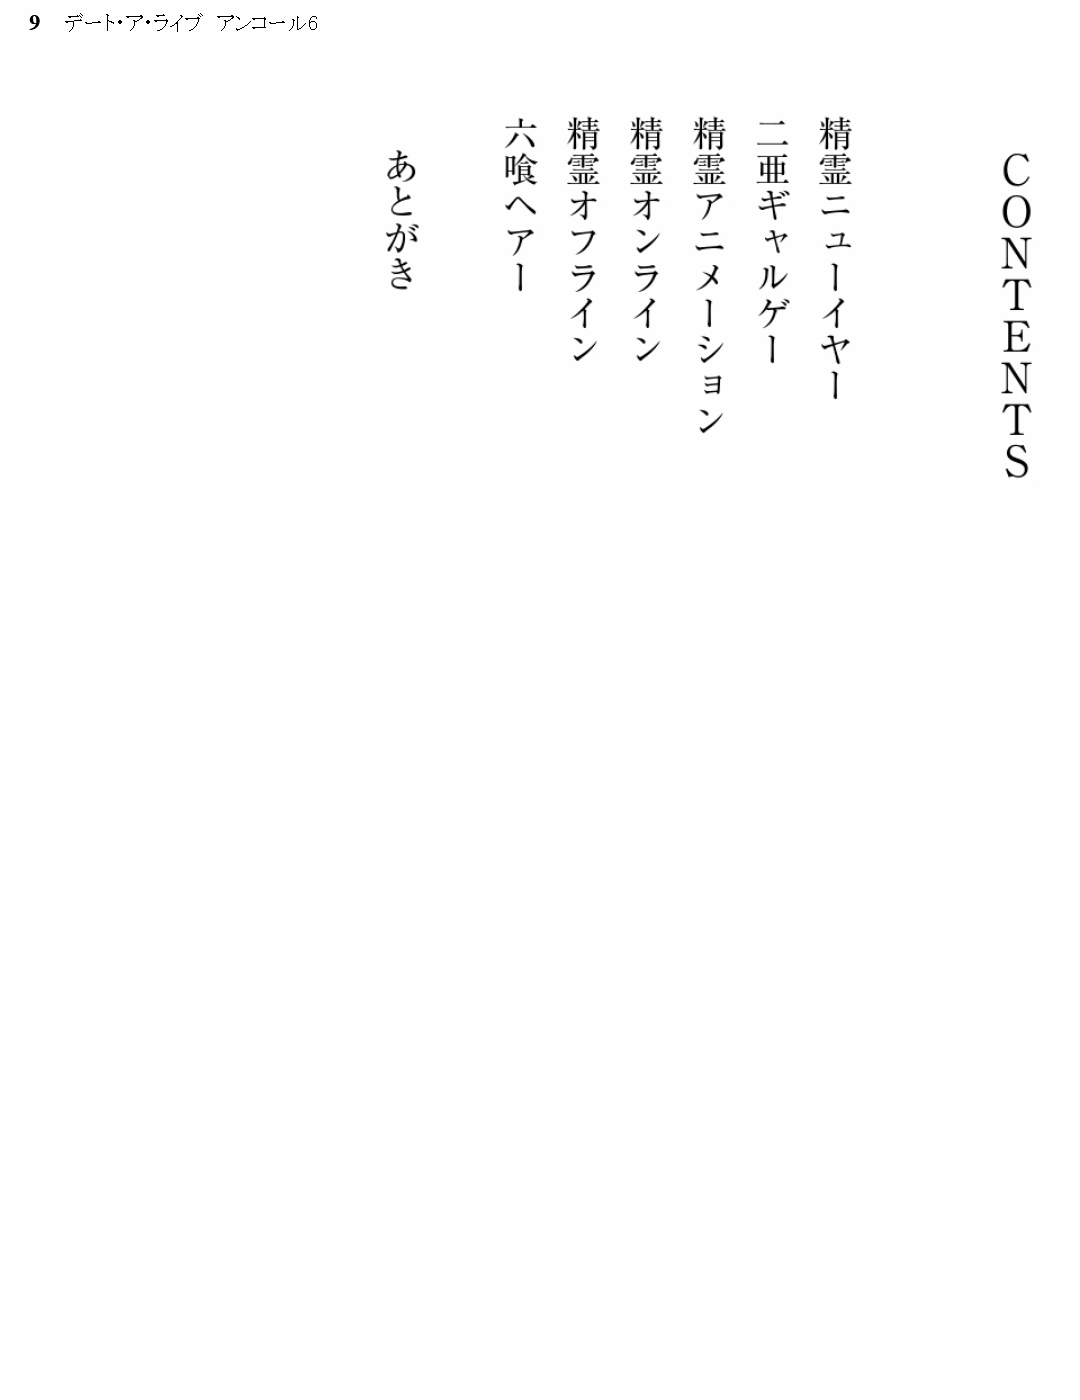 9 デート・ア・ライブ　アンコール6
CONTENTS
精霊ニューイヤー
二亜ギャルゲー
精霊アニメーション
精霊オンライン
精霊オフライン
六喰ヘアー
あとがき